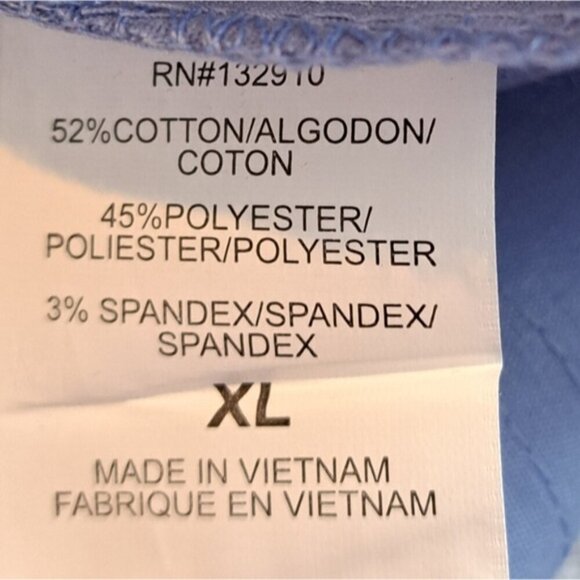 RN#132910
52%COTTON/ALGODON/
COTON
45%POLYESTER/
POLIESTER/POLYESTER
3% SPANDEX/SPANDEX/
SPANDEX
XL
MADE IN VIETNAM
FABRIQUE EN VIETNAM